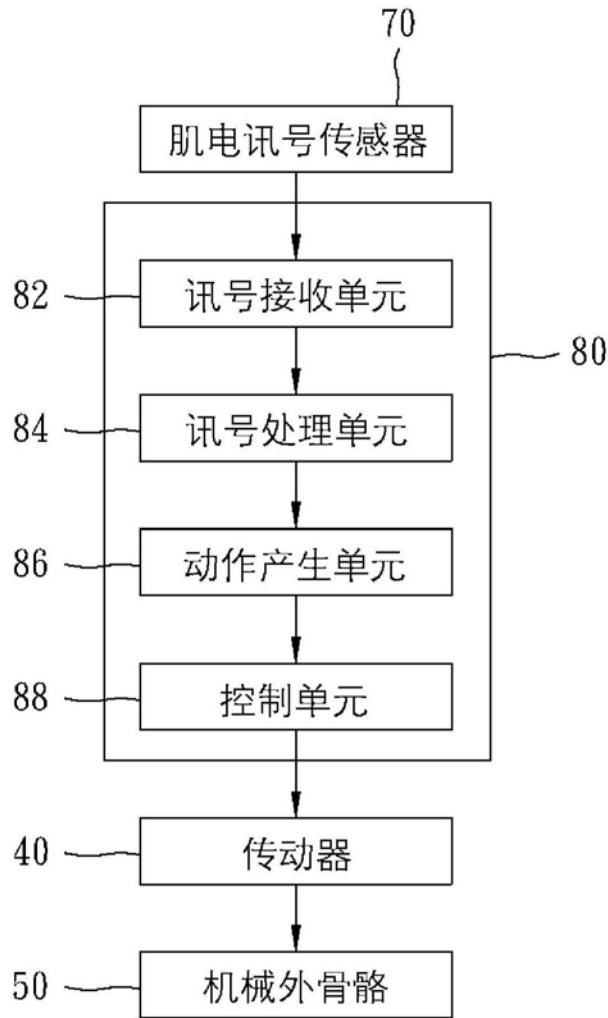 70
肌电讯号传感器
82
讯号接收单元
80
84
讯号处理单元
86
动作产生单元
88
控制单元
40
传动器
50
机械外骨骼